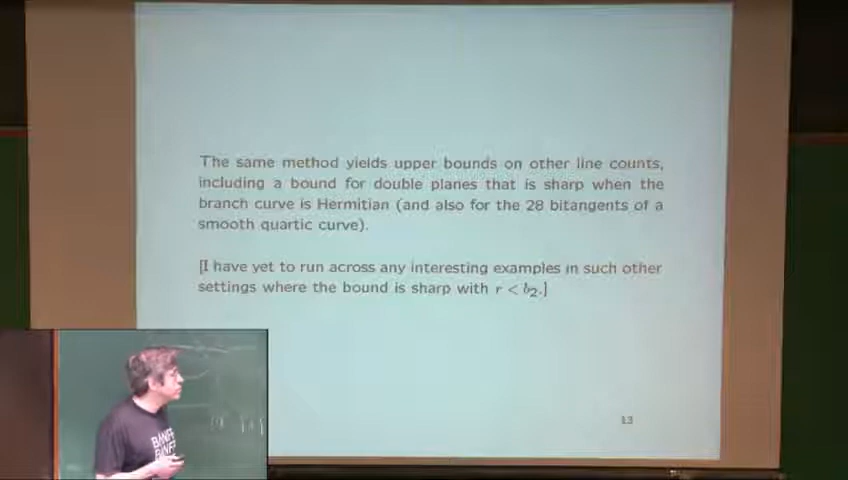 The same method yields upper bounds on other line counts,
including a bound for double planes that is sharp when the
branch curve is Hermitian (and also for the 28 bitangents of a
smooth quartic curve).
[I have yet to run across any interesting examples in such other
settings where the bound is sharp with r < b₂.]
13
BANFF
BANFF